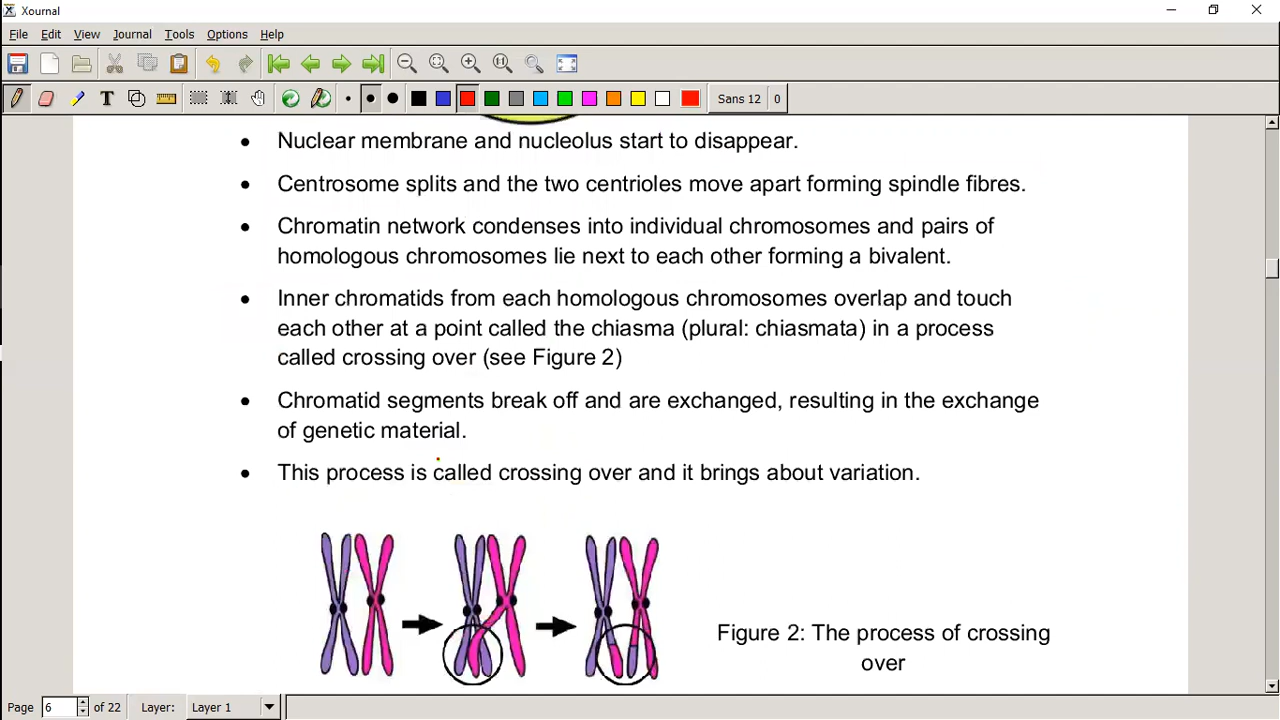 Xournal
File Edit View Journal Tools Options Help
Sans 12 0
• Nuclear membrane and nucleolus start to disappear.
• Centrosome splits and the two centrioles move apart forming spindle fibres.
• Chromatin network condenses into individual chromosomes and pairs of
homologous chromosomes lie next to each other forming a bivalent.
• Inner chromatids from each homologous chromosomes overlap and touch
each other at a point called the chiasma (plural: chiasmata) in a process
called crossing over (see Figure 2)
• Chromatid segments break off and are exchanged, resulting in the exchange
of genetic material.
• This process is called crossing over and it brings about variation.
Figure 2: The process of crossing
over
Page 6 of 22 Layer: Layer 1